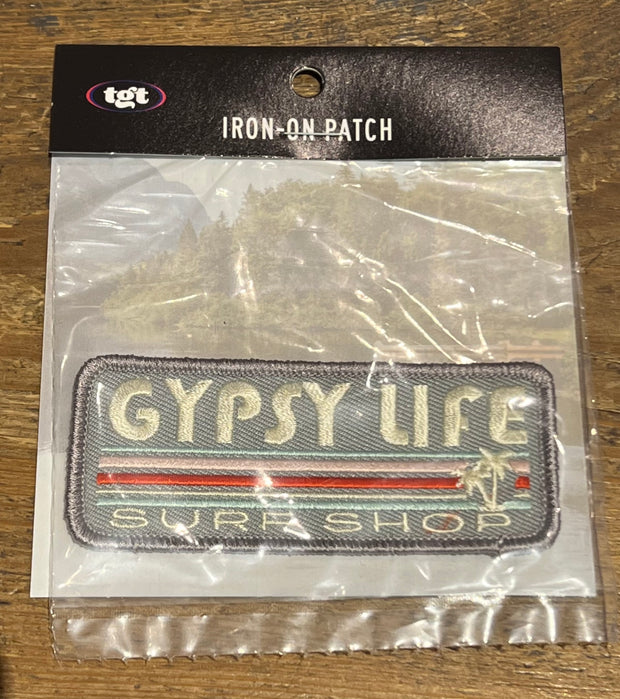 tgt
IRON-ON PATCH
GYPSY LIFE
SURF SHOP